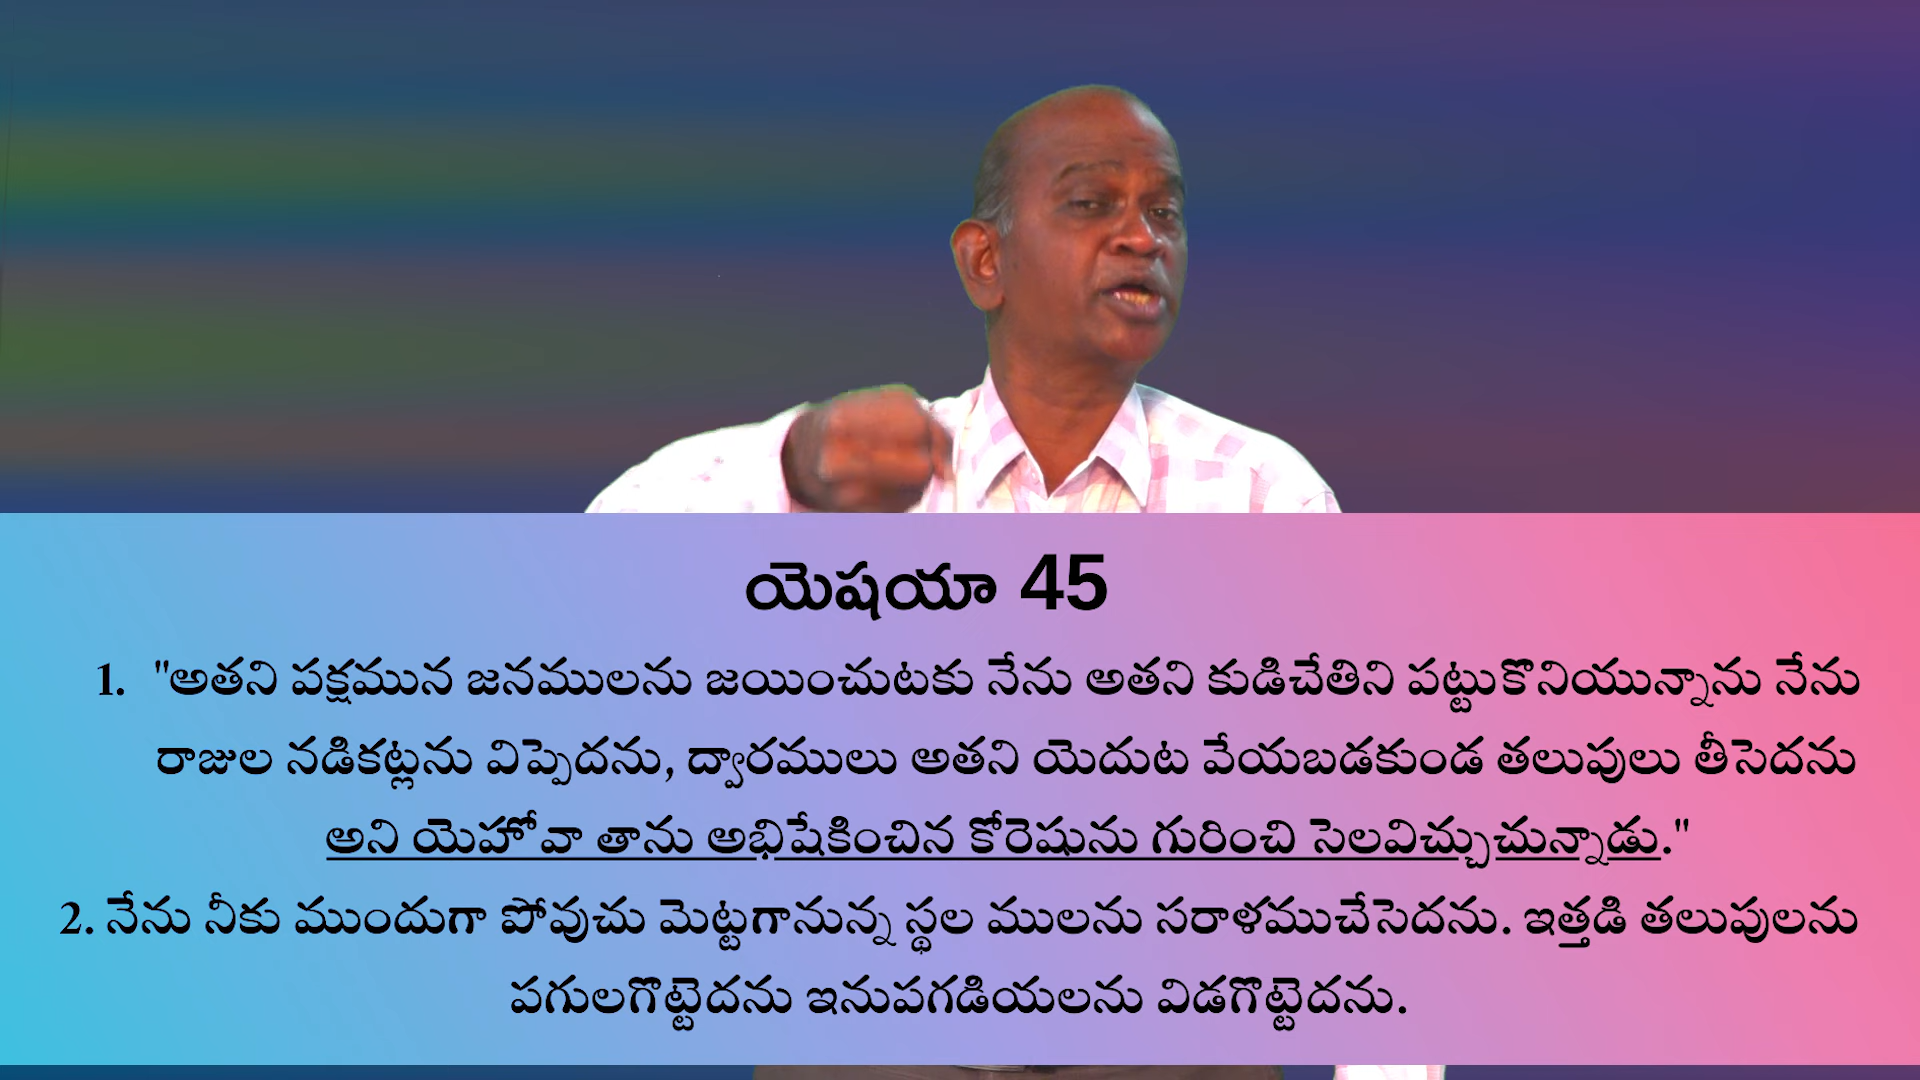 యెషయా 45
1. "అతని పక్షమున జనములను జయించుటకు నేను అతని కుడిచేతిని పట్టుకొనియున్నాను నేను
రాజుల నడికట్లను విప్పెదను, ద్వారములు అతని యెదుట వేయబడకుండ తలుపులు తీసెదను
అని యెహోవా తాను అభిషేకించిన కోరెషును గురించి సెలవిచ్చుచున్నాడు."
2. నేను నీకు ముందుగా పోవుచు మెట్టగానున్న స్థల ములను సరాళముచేసెదను. ఇత్తడి తలుపులను
పగులగొట్టెదను ఇనుపగడియలను విడగొట్టెదను.